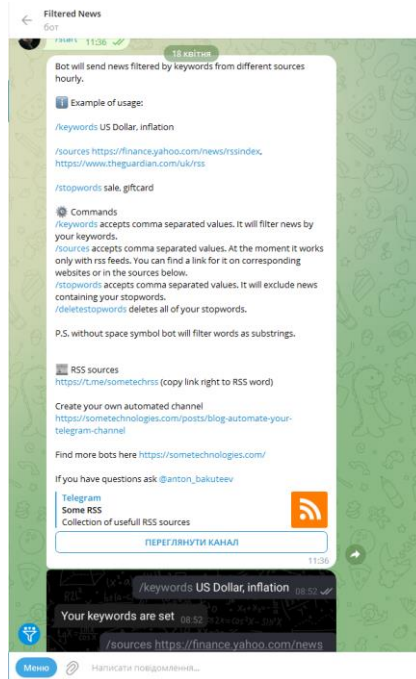 Filtered News
бот
/start 11:36
18 квітня
Bot will send news filtered by keywords from different sources
hourly.
Example of usage:
/keywords US Dollar, inflation
/sources https://finance.yahoo.com/news/rssindex,
https://www.theguardian.com/uk/rss
/stopwords sale, giftcard
Commands
/keywords accepts comma separated values. It will filter news by
your keywords.
/sources accepts comma separated values. At the moment it works
only with rss feeds. You can find a link for it on corresponding
websites or in the sources below.
/stopwords accepts comma separated values. It will exclude news
containing your stopwords.
/deletestopwords deletes all of your stopwords.
P.S. without space symbol bot will filter words as substrings.
RSS sources
https://t.me/sometechrss (copy link right to RSS word)
Create your own automated channel
https://sometechnologies.com/posts/blog-automate-your-
telegram-channel
Find more bots here https://sometechnologies.com/
If you have questions ask @anton_bakuteev
Telegram
Some RSS
Collection of usefull RSS sources
ПЕРЕГЛЯНУТИ КАНАЛ
11:36
/keywords US Dollar, inflation 08:52
Your keywords are set 08:52
/sources https://finance.yahoo.com/news
Меню
Написати повідомлення...